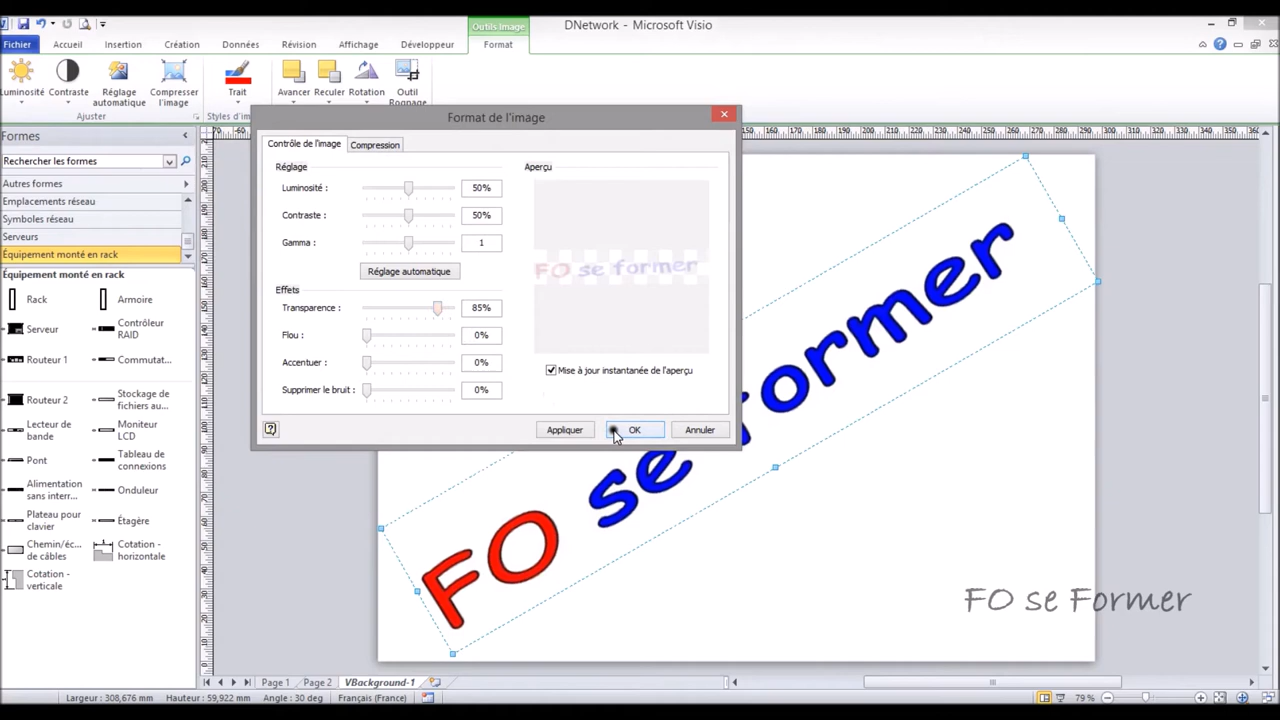 DNetwork - Microsoft Visio
Outils Image
Fichier Accueil Insertion Création Données Révision Affichage Développeur Format
Luminosité Contraste Réglage automatique Compresser l'image Trait Avancer Reculer Rotation Outil Rognage
Ajuster Styles d'im
Formes
Rechercher les formes
Autres formes
Emplacements réseau
Symboles réseau
Serveurs
Équipement monté en rack
Équipement monté en rack
Rack Armoire
Serveur Contrôleur RAID
Routeur 1 Commutat...
Routeur 2 Stockage de fichiers au...
Lecteur de bande Moniteur LCD
Pont Tableau de connexions
Alimentation sans interr... Onduleur
Plateau pour clavier Étagère
Chemin/éc... de câbles Cotation - horizontale
Cotation - verticale
Format de l'image
Contrôle de l'image Compression
Réglage Aperçu
Luminosité : 50%
Contraste : 50%
Gamma : 1
Réglage automatique
FO se former
Effets
Transparence : 85%
Flou : 0%
Accentuer : 0%
Mise à jour instantanée de l'aperçu
Supprimer le bruit : 0%
Appliquer OK Annuler
FO se former
FO se Former
Page 1 Page 2 VBackground-1
Largeur : 308,676 mm Hauteur : 59,922 mm Angle : 30 deg Français (France) 79 %